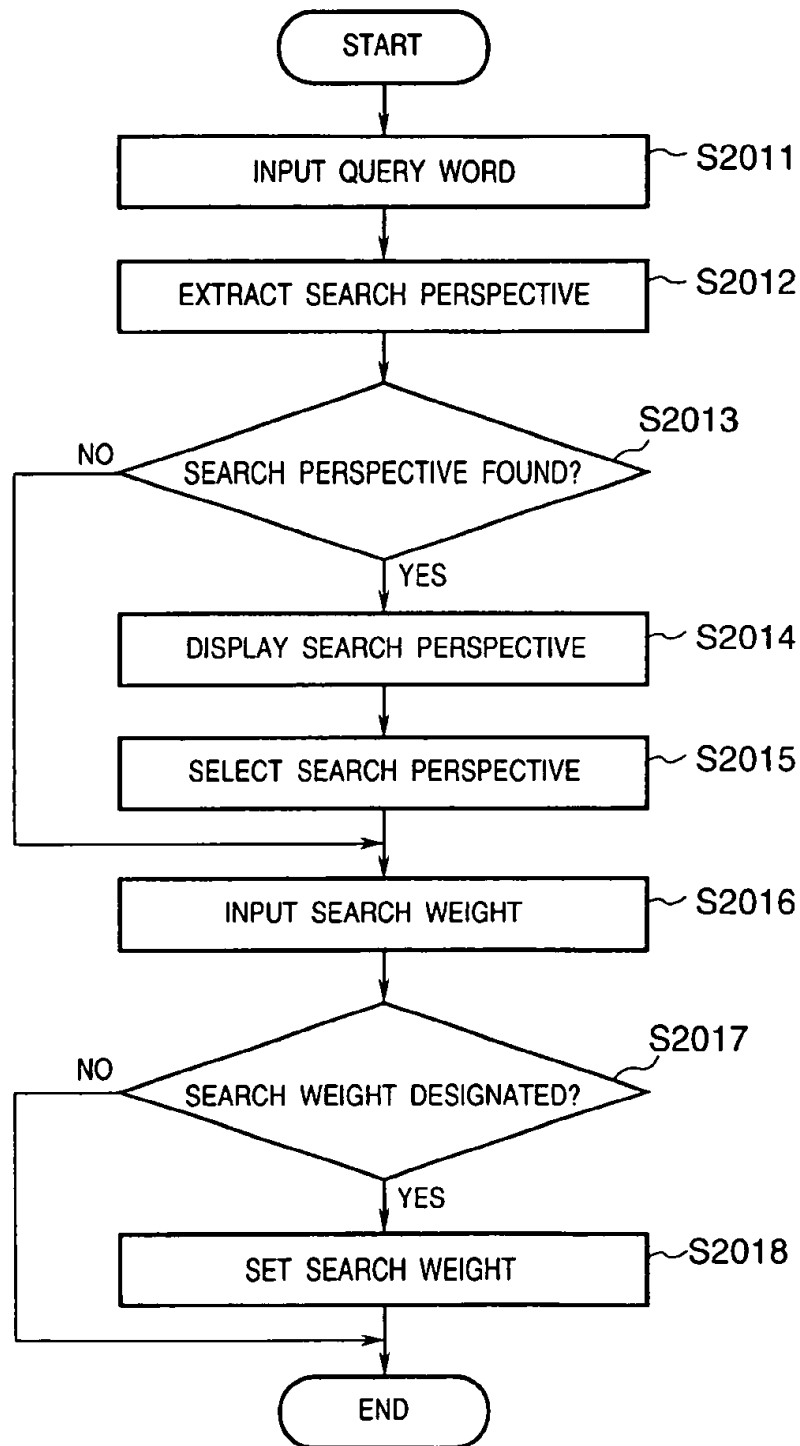 START
INPUT QUERY WORD
S2011
EXTRACT SEARCH PERSPECTIVE
S2012
S2013
NO
SEARCH PERSPECTIVE FOUND?
YES
DISPLAY SEARCH PERSPECTIVE
S2014
SELECT SEARCH PERSPECTIVE
S2015
INPUT SEARCH WEIGHT
S2016
S2017
NO
SEARCH WEIGHT DESIGNATED?
YES
SET SEARCH WEIGHT
S2018
END